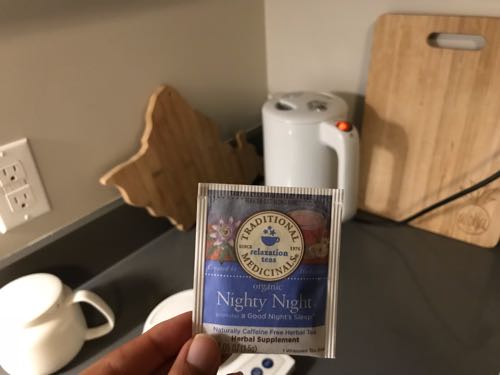 TRADITIONAL
SINCE 1974
relaxation
teas
MEDICINALS
organic
Nighty Night
a Good Night's Sleep
Naturally Caffeine Free Herbal Tea
Herbal Supplement